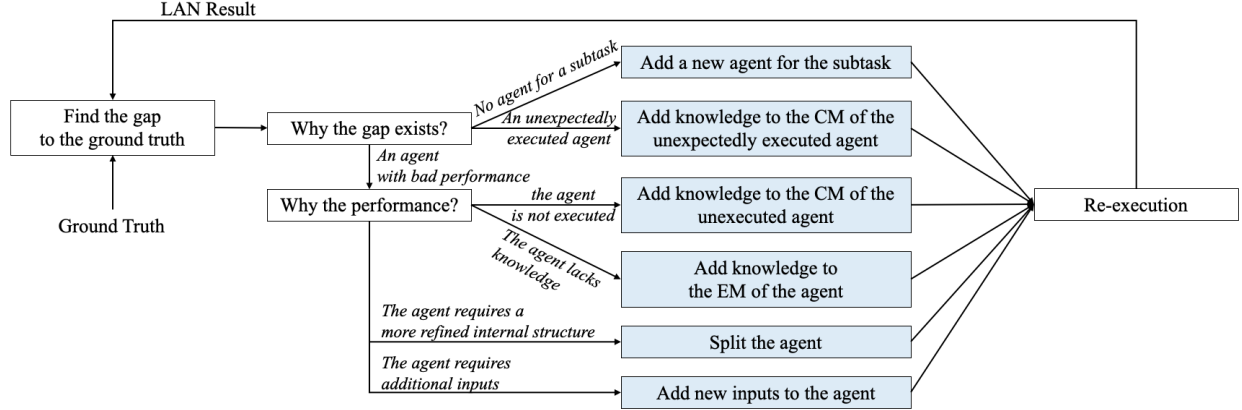 LAN Result
Find the gap
to the ground truth
Ground Truth
Why the gap exists?
No agent for a subtask
Add a new agent for the subtask
An unexpectedly
executed agent
Add knowledge to the CM of the
unexpectedly executed agent
An agent
with bad performance
Why the performance?
the agent
is not executed
Add knowledge to the CM of the
unexecuted agent
The agent lacks
knowledge
Add knowledge to
the EM of the agent
The agent requires a
more refined internal structure
Split the agent
The agent requires
additional inputs
Add new inputs to the agent
Re-execution